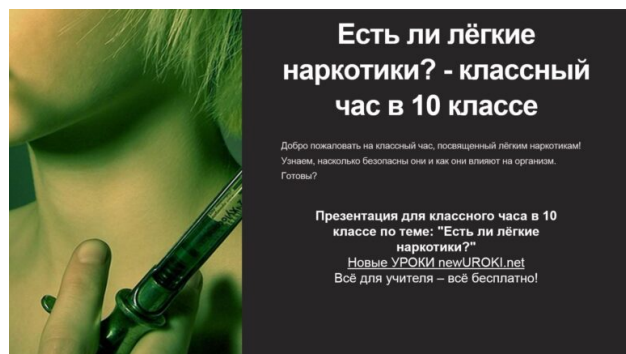 Есть ли лёгкие
наркотики? - классный
час в 10 классе
Добро пожаловать на классный час, посвященный лёгким наркотикам!
Узнаем, насколько безопасны они и как они влияют на организм.
Готовы?
Презентация для классного часа в 10
классе по теме: "Есть ли лёгкие
наркотики?"
Новые УРОКИ newUROKI.net
Всё для учителя – всё бесплатно!